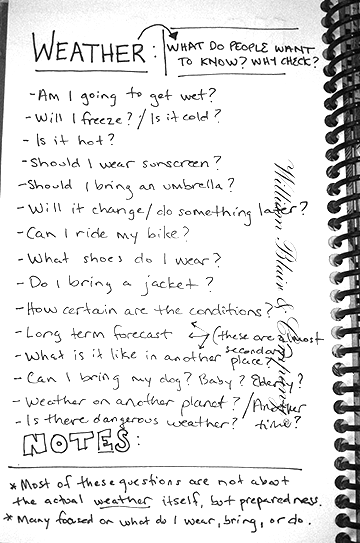 WEATHER: WHAT DO PEOPLE WANT
TO KNOW? WHY CHECK?
- Am I going to get wet?
- Will I freeze? / Is it cold?
- Is it hot?
- Should I wear sunscreen?
- Should I bring an umbrella?
- Will it change/do something later?
- Can I ride my bike?
- What shoes do I wear?
- Do I bring a jacket?
- How certain are the conditions?
- Long term forecast (these are almost
secondary)
- What is it like in another place?
- Can I bring my dog? Baby? Elderly?
- Weather on another planet? / Another
time?
- Is there dangerous weather?
NOTES:
* Most of these questions are not about
the actual weather itself, but preparedness.
* Many focused on what do I wear, bring, or do.
William Blair &